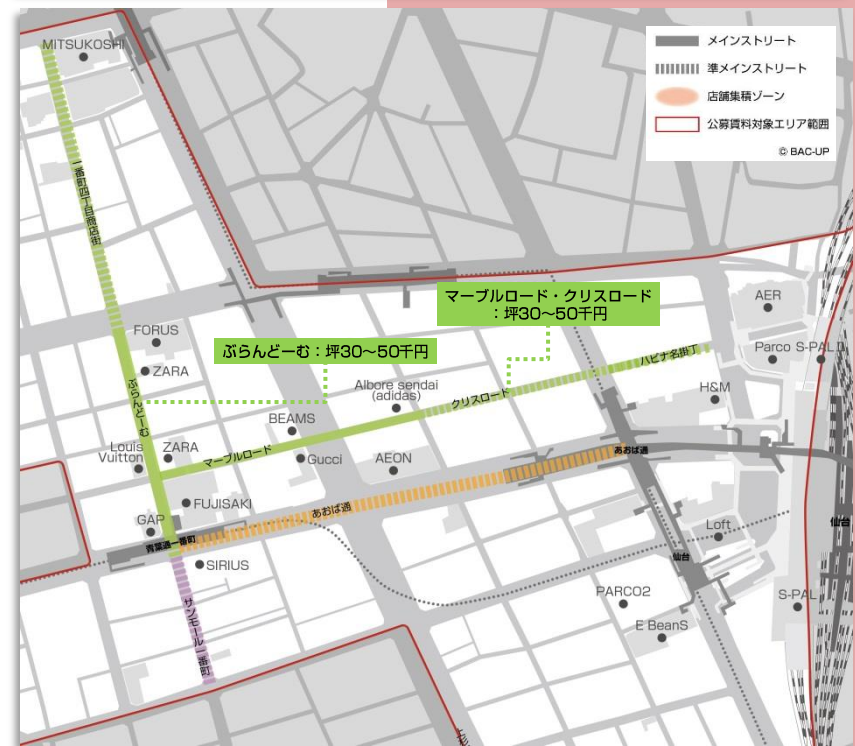 メインストリート
準メインストリート
店舗集積ゾーン
公募賃料対象エリア範囲
© BAC-UP
MITSUKOSHI
一番町四丁目商店街
マーブルロード・クリスロード
：坪30～50千円
AER
FORUS
ぶらんどーむ：坪30～50千円
Parco
S-PALⅡ
ハピナ名掛丁
ZARA
ぶらんどーむ
Albore sendai
(adidas)
クリスロード
H&M
BEAMS
Louis
Vuitton
ZARA
マーブルロード
Gucci
AEON
あおば通
FUJISAKI
GAP
あおば通
青葉通一番町
仙台
Loft
SIRIUS
仙台
サンモール一番町
PARCO2
S-PAL
E BeanS